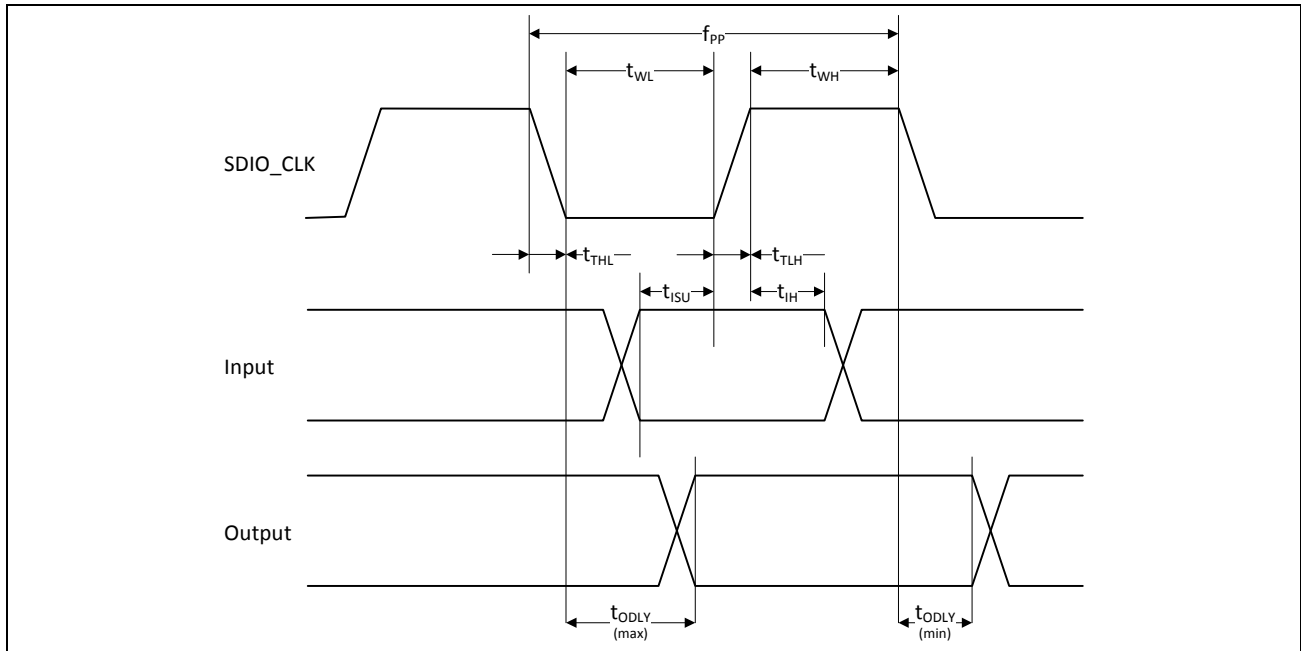 fPP
tWL
tWH
SDIO_CLK
tTHL
tTLH
tISU
tIH
Input
Output
tODLY
(max)
tODLY
(min)